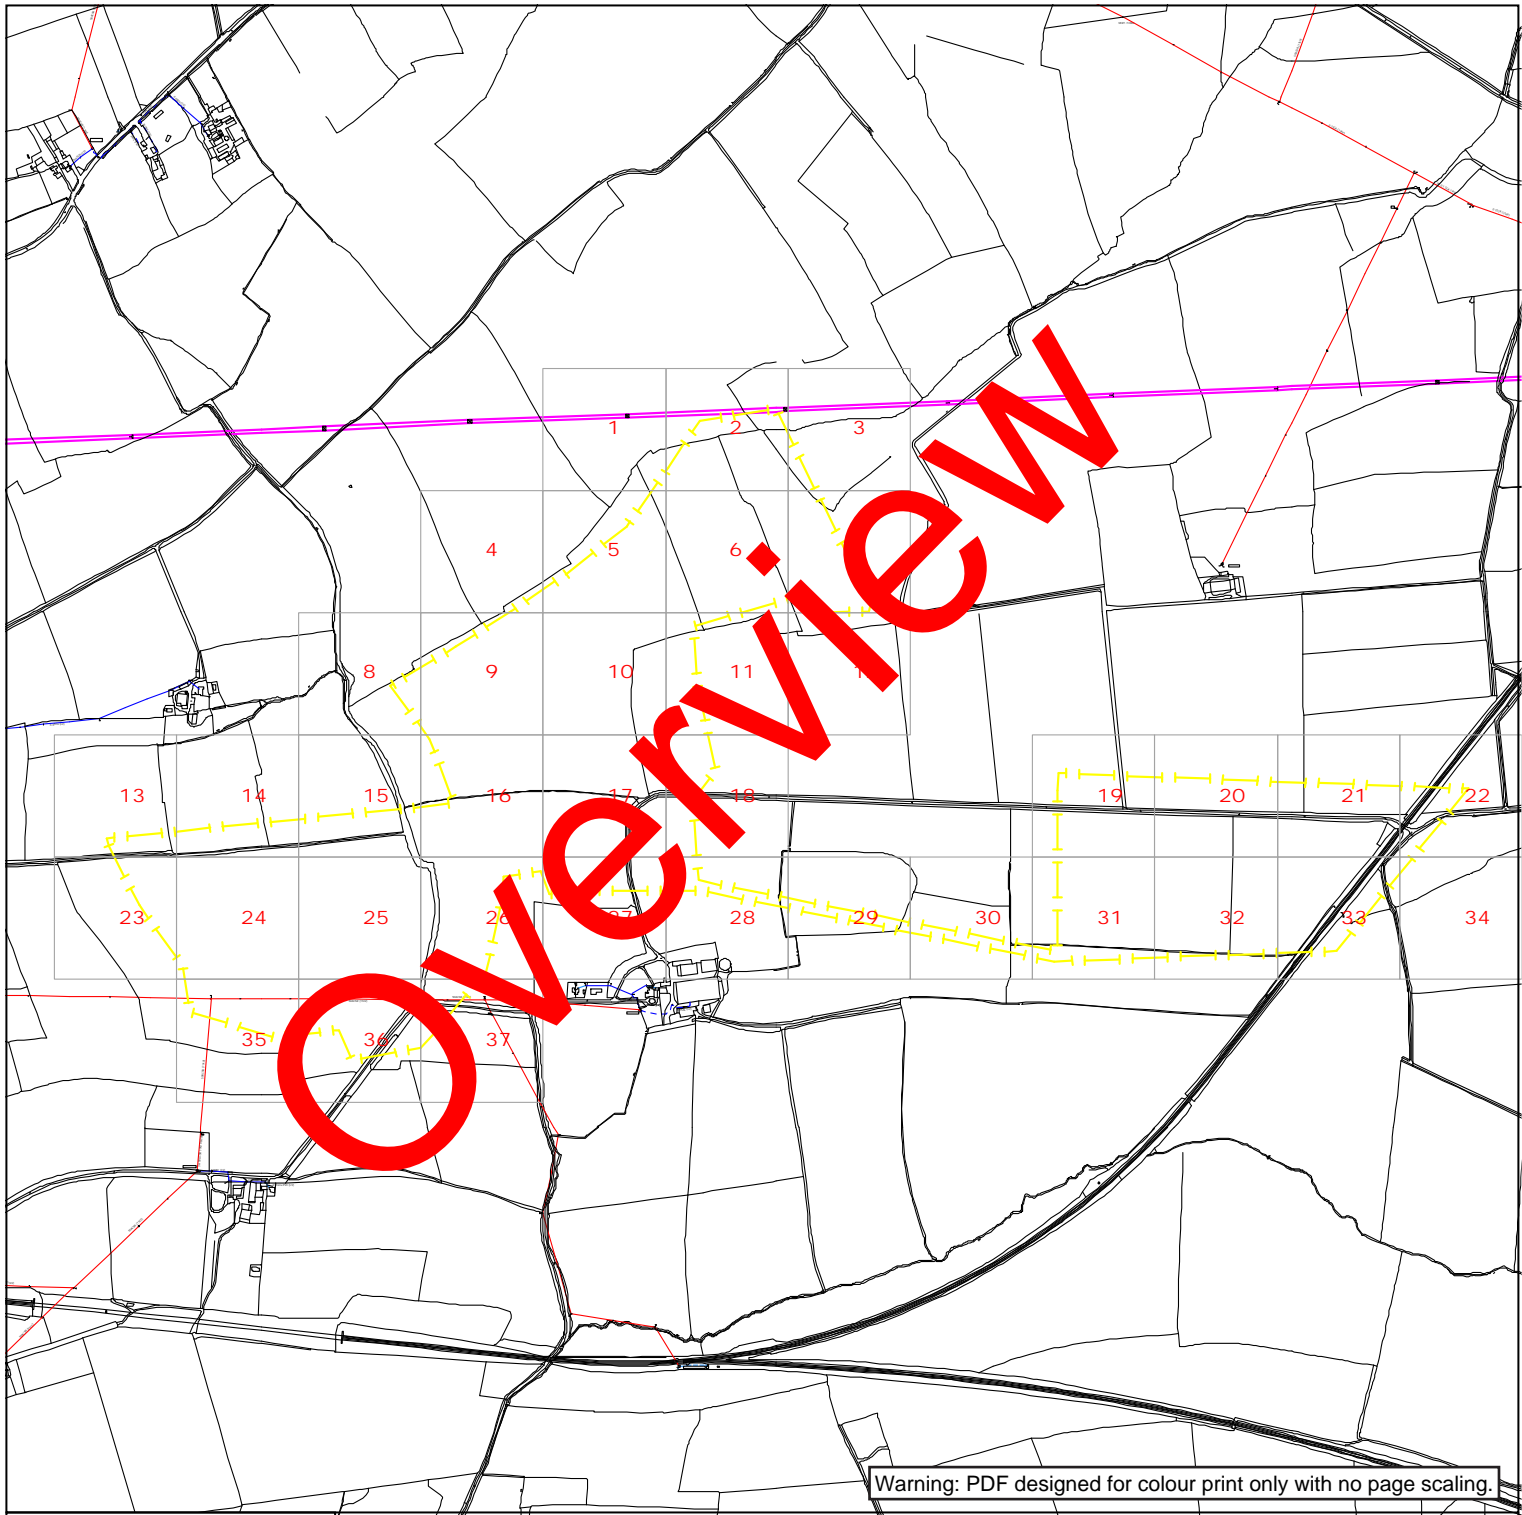 1 2 3
4 5 6
8 9 10 11
13 14 15 16 17 18 19 20 21 22
23 24 25 26 27 28 29 30 31 32 33 34
35 36 37
Overview
Warning: PDF designed for colour print only with no page scaling.